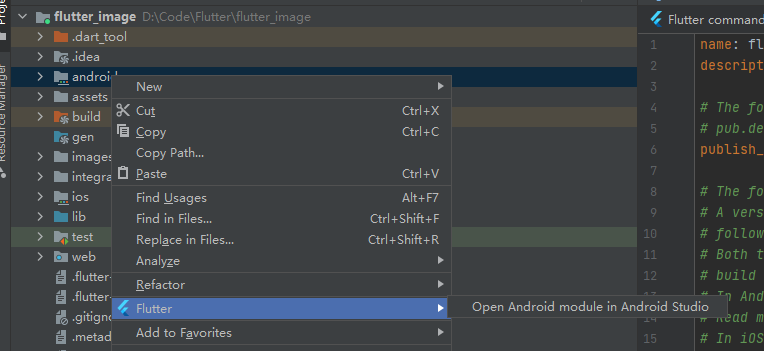 flutter_image D:\Code\Flutter\flutter_image
.dart_tool
.idea
android
assets
build
gen
images
integra
ios
lib
test
web
.flutter-
.flutter-
.gitigno
.metad
Resource Manager
New
Cut Ctrl+X
Copy Ctrl+C
Copy Path...
Paste Ctrl+V
Find Usages Alt+F7
Find in Files... Ctrl+Shift+F
Replace in Files... Ctrl+Shift+R
Analyze
Refactor
Flutter
Add to Favorites
Open Android module in Android Studio
Flutter command
1 name: fl
2 descript
3
4 # The fo
5 # pub.de
6 publish_
7
8 # The fo
9 # A vers
10 # follow
11 # Both t
12 # build
13 # In And
14 # Read m
15 # In iOS